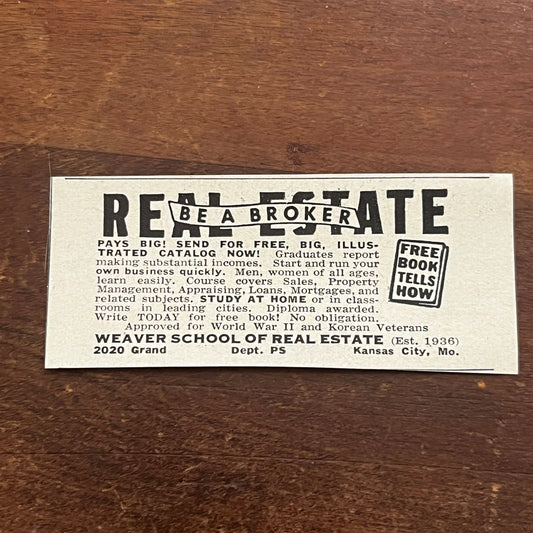 REAL ESTATE
BE A BROKER
PAYS BIG! SEND FOR FREE, BIG, ILLUS-
TRATED CATALOG NOW! Graduates report
making substantial incomes. Start and run your
own business quickly. Men, women of all ages,
learn easily. Course covers Sales, Property
Management, Appraising, Loans, Mortgages, and
related subjects. STUDY AT HOME or in class-
rooms in leading cities. Diploma awarded.
Write TODAY for free book! No obligation.
Approved for World War II and Korean Veterans
FREE
BOOK
TELLS
HOW
WEAVER SCHOOL OF REAL ESTATE (Est. 1936)
2020 Grand Dept. PS Kansas City, Mo.